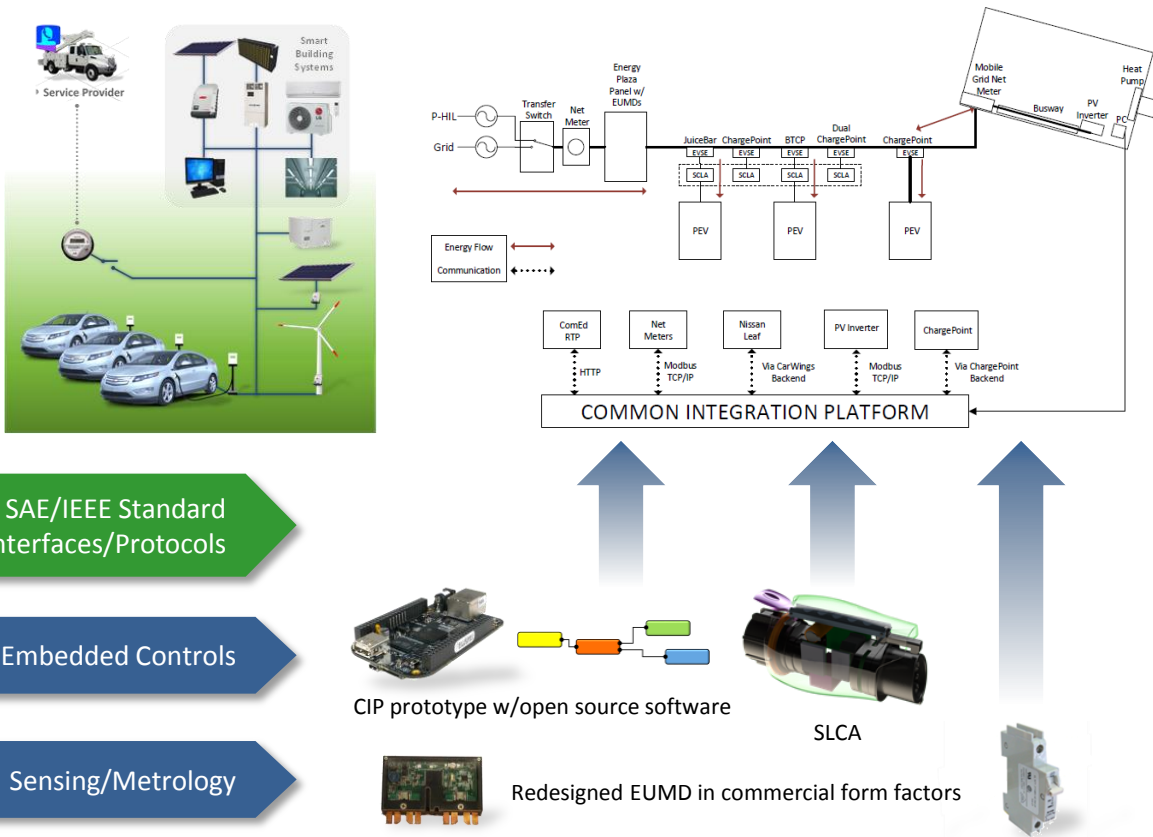 Service Provider
Smart
Building
Systems
P-HIL
Grid
Transfer
Switch
Net
Meter
Energy
Plaza
Panel w/
EUMDs
JuiceBar
ChargePoint
BTCP
Dual
ChargePoint
ChargePoint
EVSE
EVSE
EVSE
EVSE
EVSE
SCLA
SCLA
SCLA
SCLA
PEV
PEV
PEV
Mobile
Grid Net
Meter
Busway
PV
Inverter
PC
Heat
Pump
Energy Flow
Communication
ComEd
RTP
Net
Meters
Nissan
Leaf
PV Inverter
ChargePoint
HTTP
Modbus
TCP/IP
Via CarWings
Backend
Modbus
TCP/IP
Via ChargePoint
Backend
COMMON INTEGRATION PLATFORM
SAE/IEEE Standard
nterfaces/Protocols
Embedded Controls
Sensing/Metrology
CIP prototype w/open source software
SLCA
Redesigned EUMD in commercial form factors